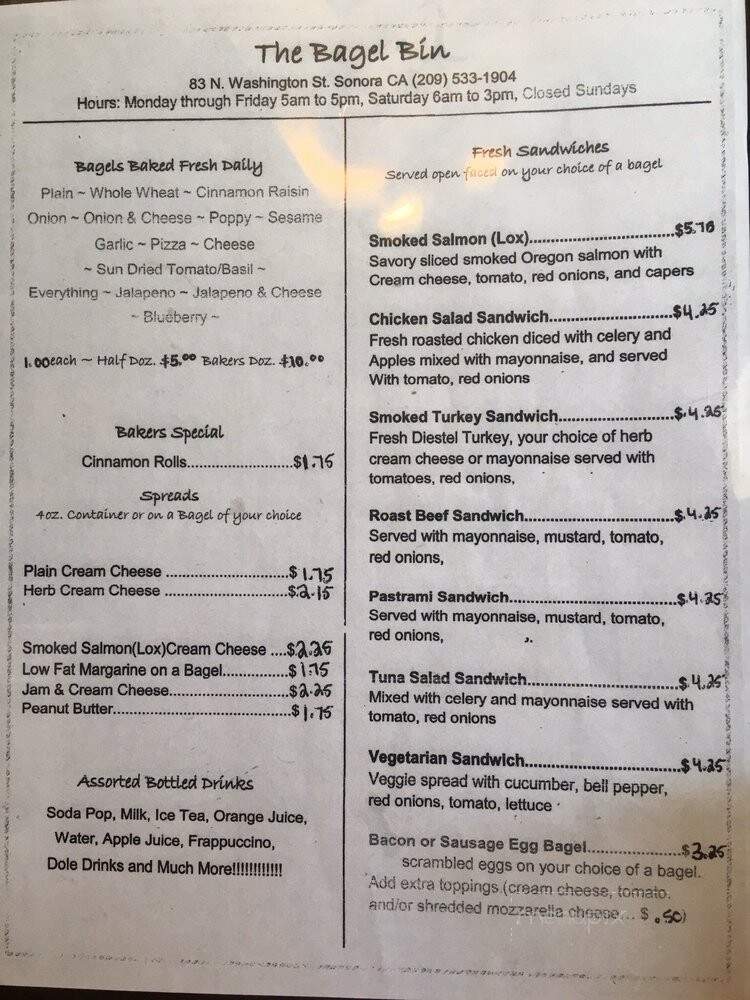 The Bagel Bin
83 N. Washington St. Sonora CA (209) 533-1904
Hours: Monday through Friday 5am to 5pm, Saturday 6am to 3pm, Closed Sundays
Bagels Baked Fresh Daily
Plain ~ Whole Wheat ~ Cinnamon Raisin
Onion ~ Onion & Cheese ~ Poppy ~ Sesame
Garlic ~ Pizza ~ Cheese
~ Sun Dried Tomato/Basil ~
Everything ~ Jalapeno ~ Jalapeno & Cheese
~ Blueberry ~
1.00each ~ Half Doz. $5.00 Bakers Doz. $10.00
Bakers Special
Cinnamon Rolls.....................$1.75
Spreads
4oz. Container or on a Bagel of your choice
Plain Cream Cheese .........................$ 1.75
Herb Cream Cheese .........................$2.15
Smoked Salmon(Lox)Cream Cheese ....$2.25
Low Fat Margarine on a Bagel.............$1.75
Jam & Cream Cheese........................$2.25
Peanut Butter....................................$ 1.75
Assorted Bottled Drinks
Soda Pop, Milk, Ice Tea, Orange Juice,
Water, Apple Juice, Frappuccino,
Dole Drinks and Much More!!!!!!!!!!!!!
Fresh Sandwiches
Served open faced on your choice of a bagel
Smoked Salmon (Lox)..............................$5.70
Savory sliced smoked Oregon salmon with
Cream cheese, tomato, red onions, and capers
Chicken Salad Sandwich.........................$4.25
Fresh roasted chicken diced with celery and
Apples mixed with mayonnaise, and served
With tomato, red onions
Smoked Turkey Sandwich........................$.4.25
Fresh Diestel Turkey, your choice of herb
cream cheese or mayonnaise served with
tomatoes, red onions,
Roast Beef Sandwich...............................$.4.25
Served with mayonnaise, mustard, tomato,
red onions,
Pastrami Sandwich..................................$.4.25
Served with mayonnaise, mustard, tomato,
red onions,
Tuna Salad Sandwich...............................$.4.25
Mixed with celery and mayonnaise served with
tomato, red onions
Vegetarian Sandwich................................$4.25
Veggie spread with cucumber, bell pepper,
red onions, tomato, lettuce
Bacon or Sausage Egg Bagel...................$3.25
scrambled eggs on your choice of a bagel.
Add extra toppings (cream cheese, tomato,
and/or shredded mozzarella cheese... $ .50)